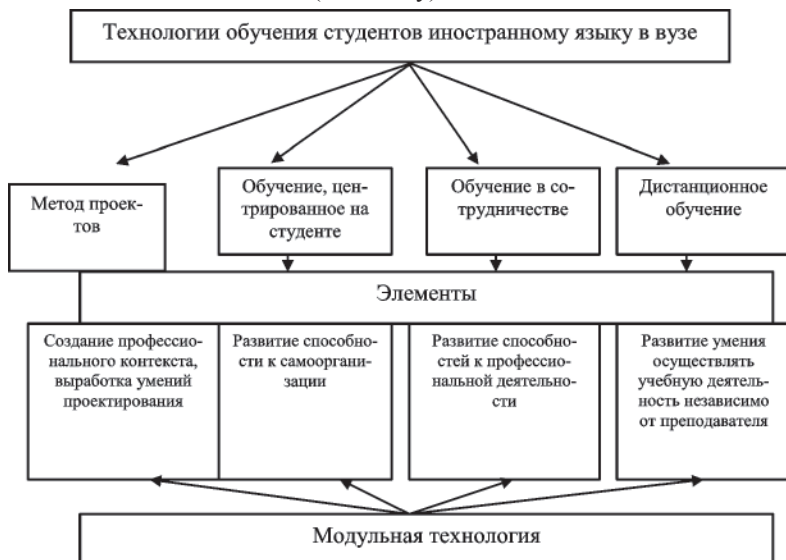 Технологии обучения студентов иностранному языку в вузе
Метод проек-
тов
Обучение, цен-
трированное на
студенте
Обучение в со-
трудничестве
Дистанционное
обучение
Элементы
Создание профессио-
нального контекста,
выработка умений
проектирования
Развитие способно-
сти к самооргани-
зации
Развитие способно-
стей к профессио-
нальной деятельно-
сти
Развитие умения
осуществлять
учебную деятель-
ность независимо
от преподавателя
Модульная технология